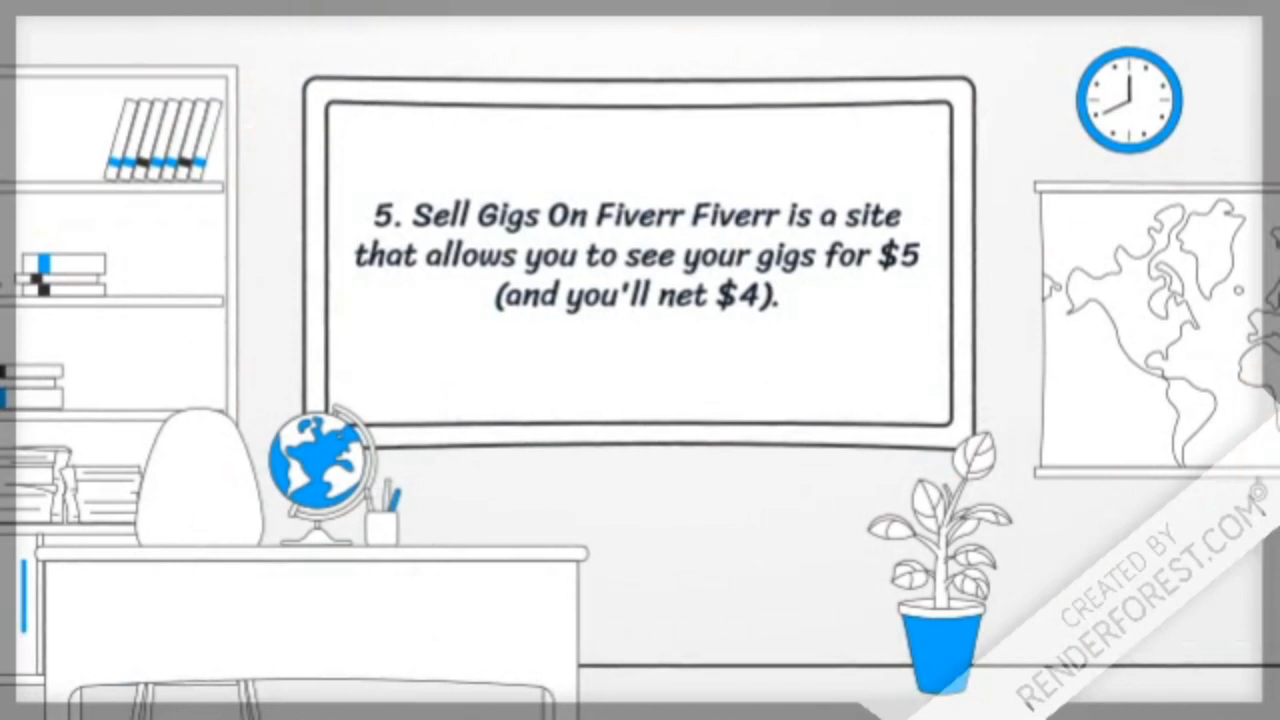 5. Sell Gigs On Fiverr Fiverr is a site
that allows you to see your gigs for $5
(and you'll net $4).
CREATED BY
RENDERFOREST.COM